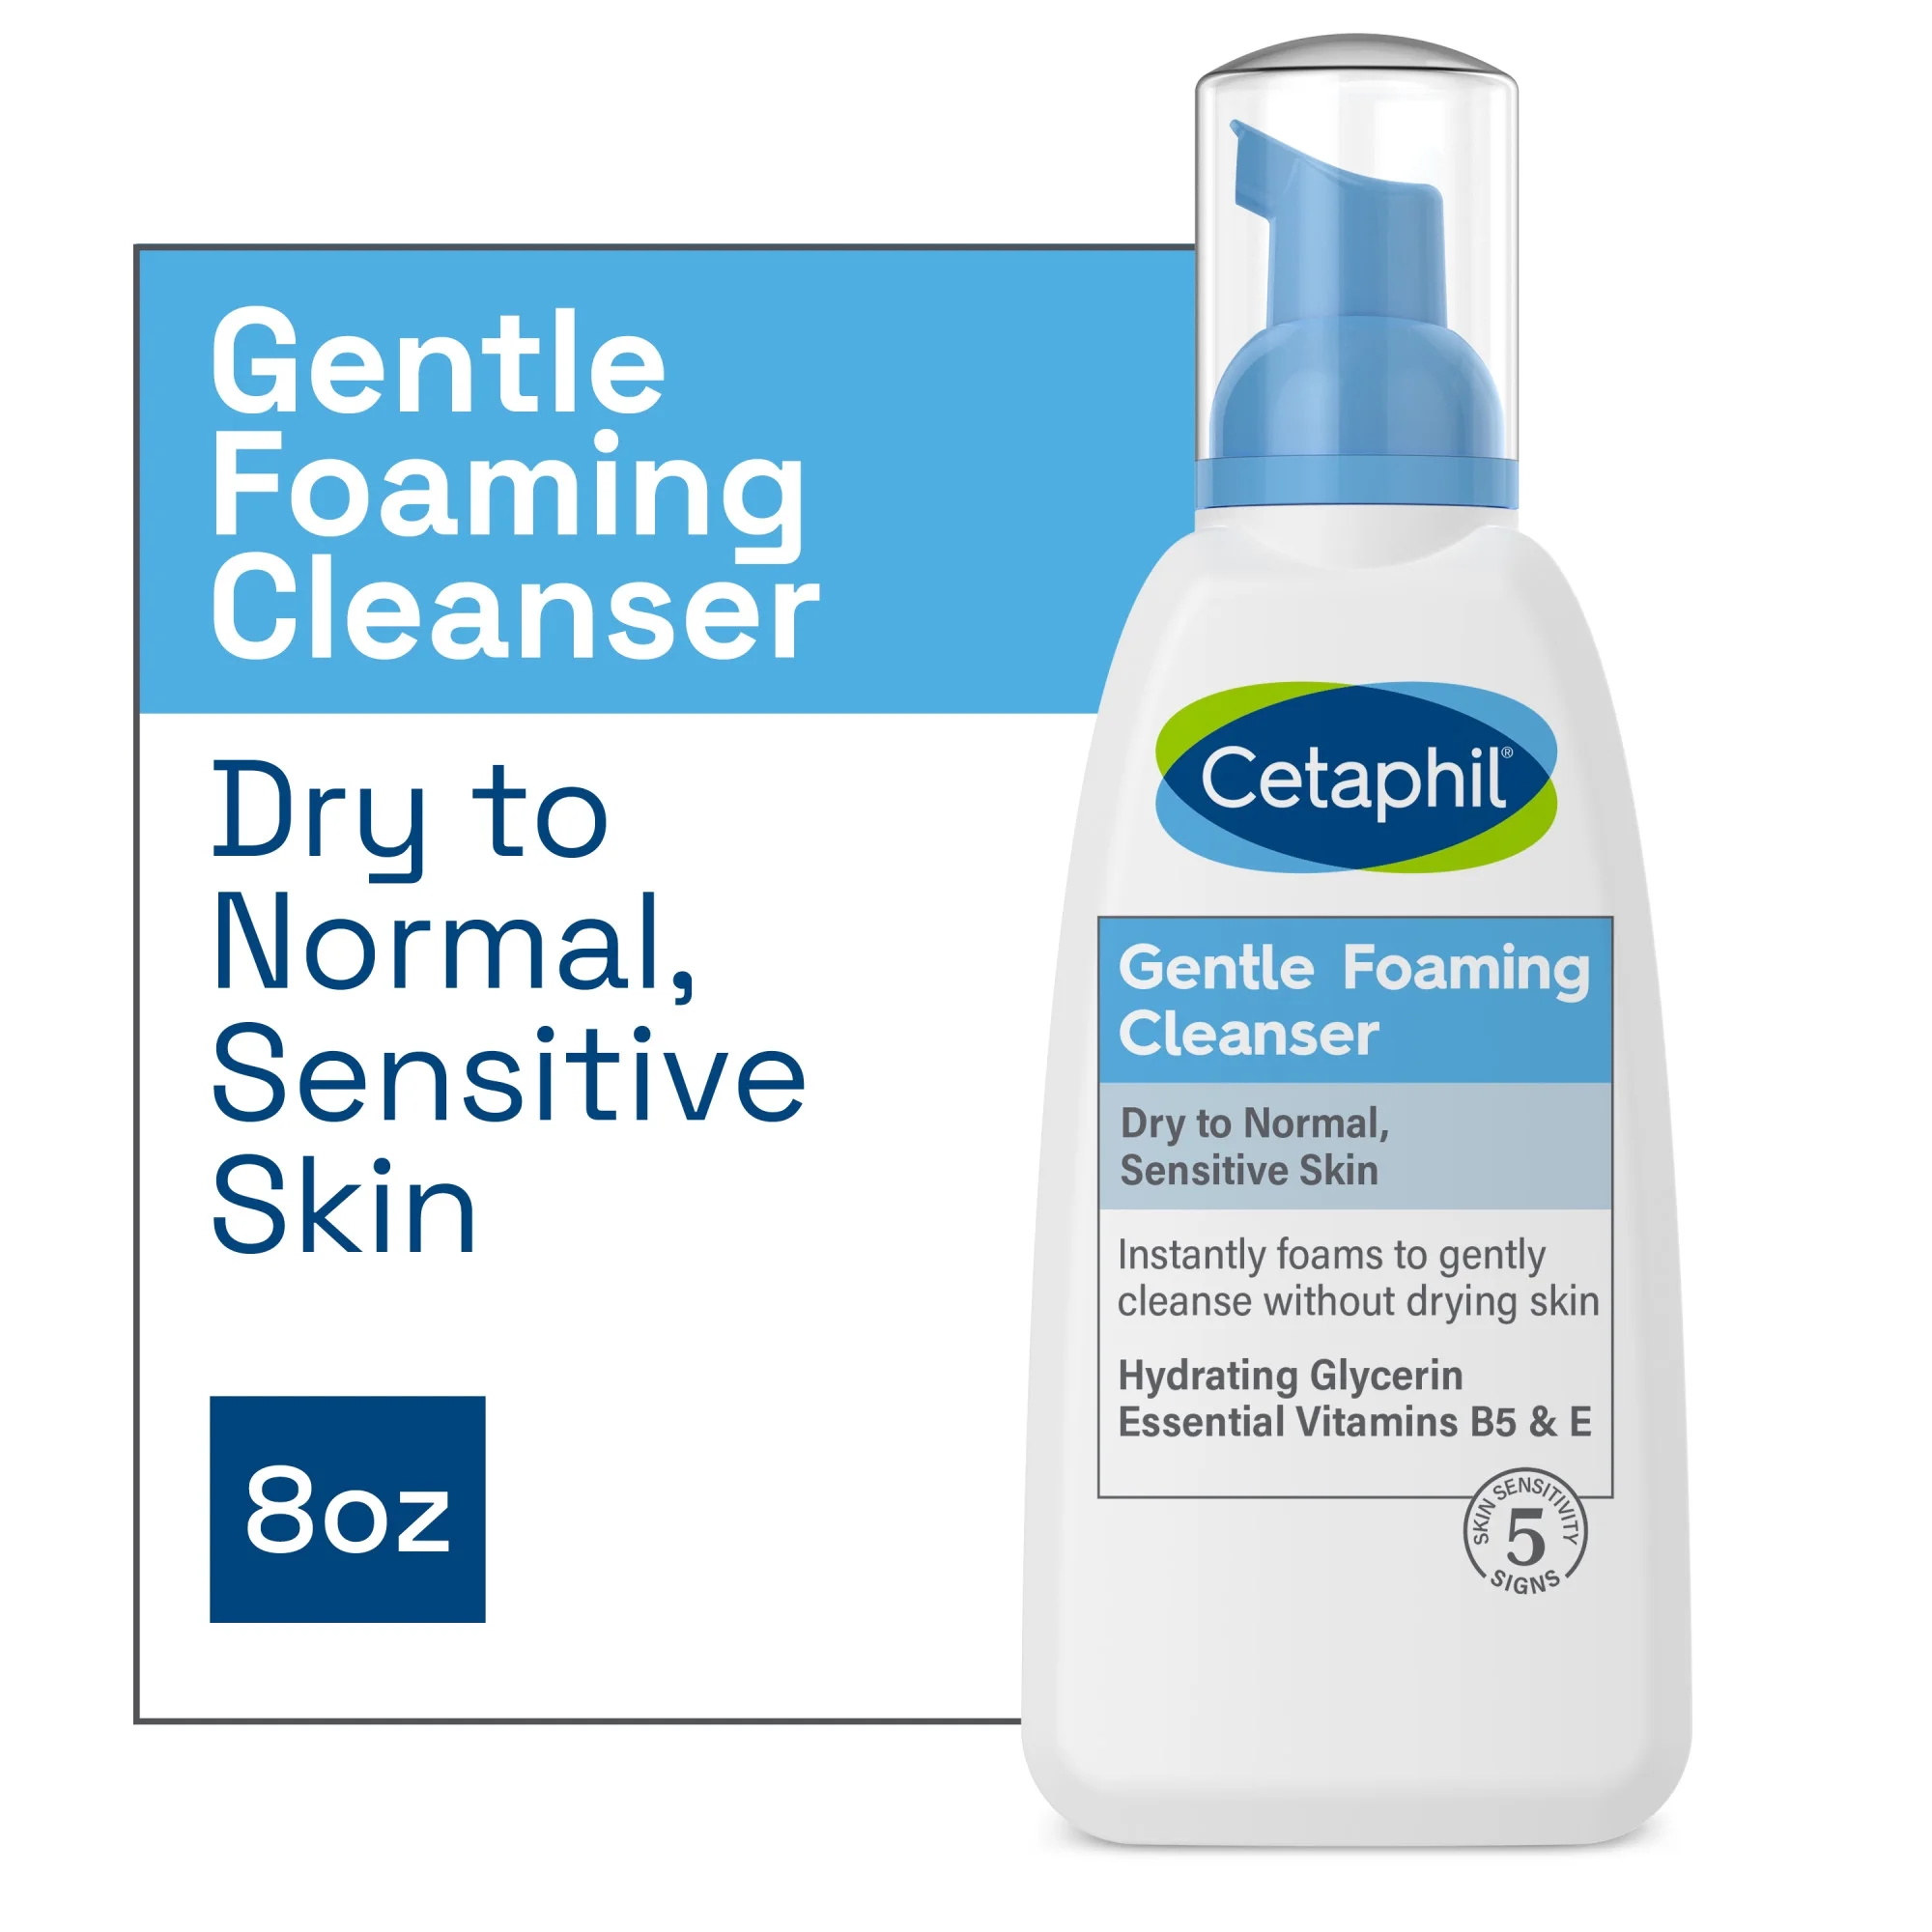 Gentle
Foaming
Cleanser
Dry to
Normal,
Sensitive
Skin
8oz
Cetaphil®
Gentle Foaming
Cleanser
Dry to Normal,
Sensitive Skin
Instantly foams to gently
cleanse without drying skin
Hydrating Glycerin
Essential Vitamins B5 & E
SKIN SENSITIVITY
5
SIGNS